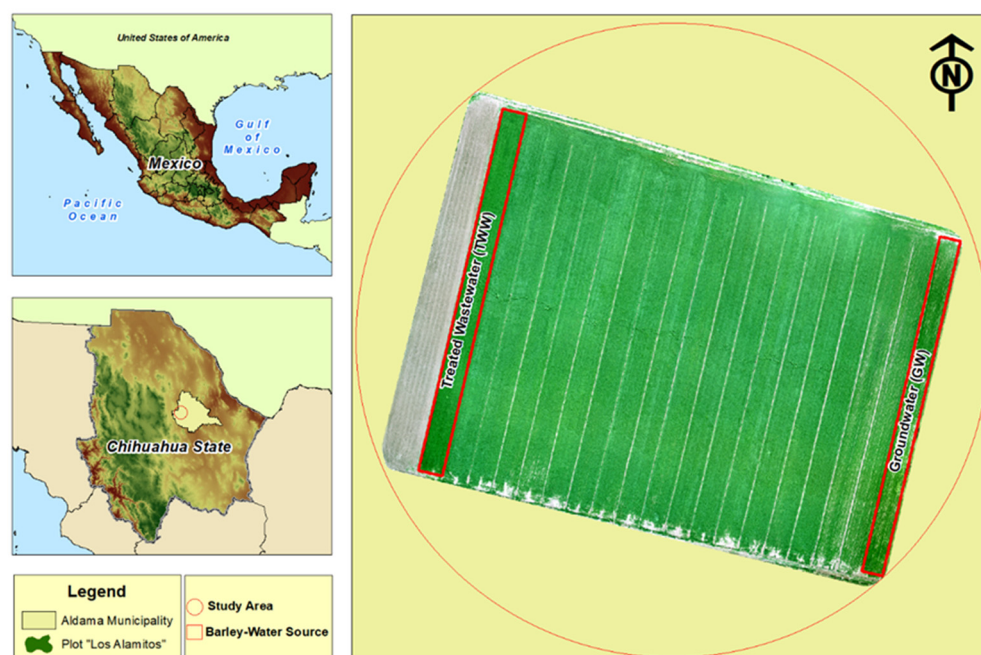 United States of America
Gulf
of
Mexico
Mexico
Pacific
Ocean
Chihuahua State
Legend
Aldama Municipality
Plot "Los Alamitos"
Study Area
Barley-Water Source
N
Treated Wastewater (TWW)
Groundwater (GW)